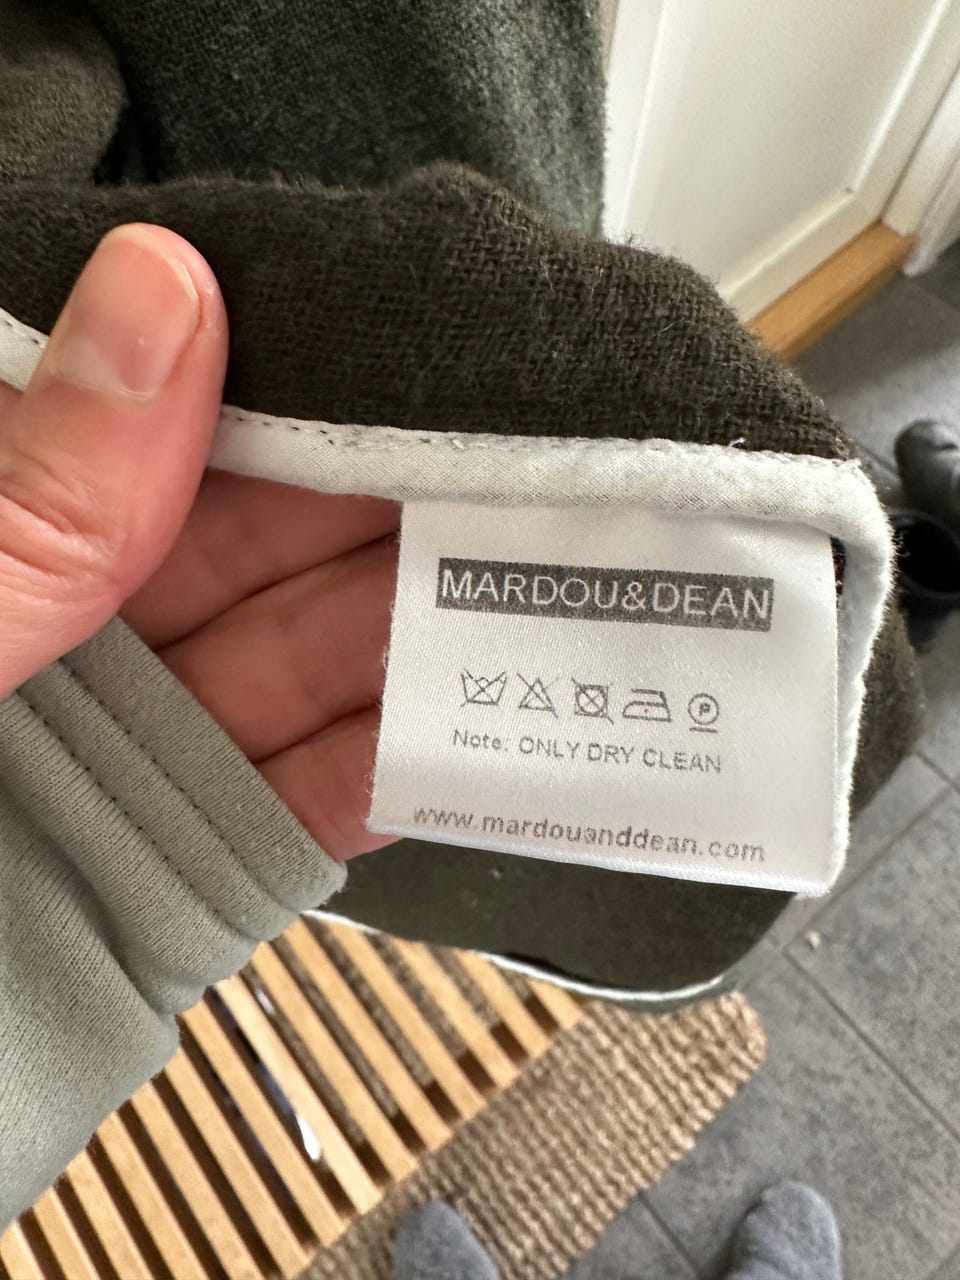 MARDOU&DEAN
P
Note: ONLY DRY CLEAN
www.mardouanddean.com